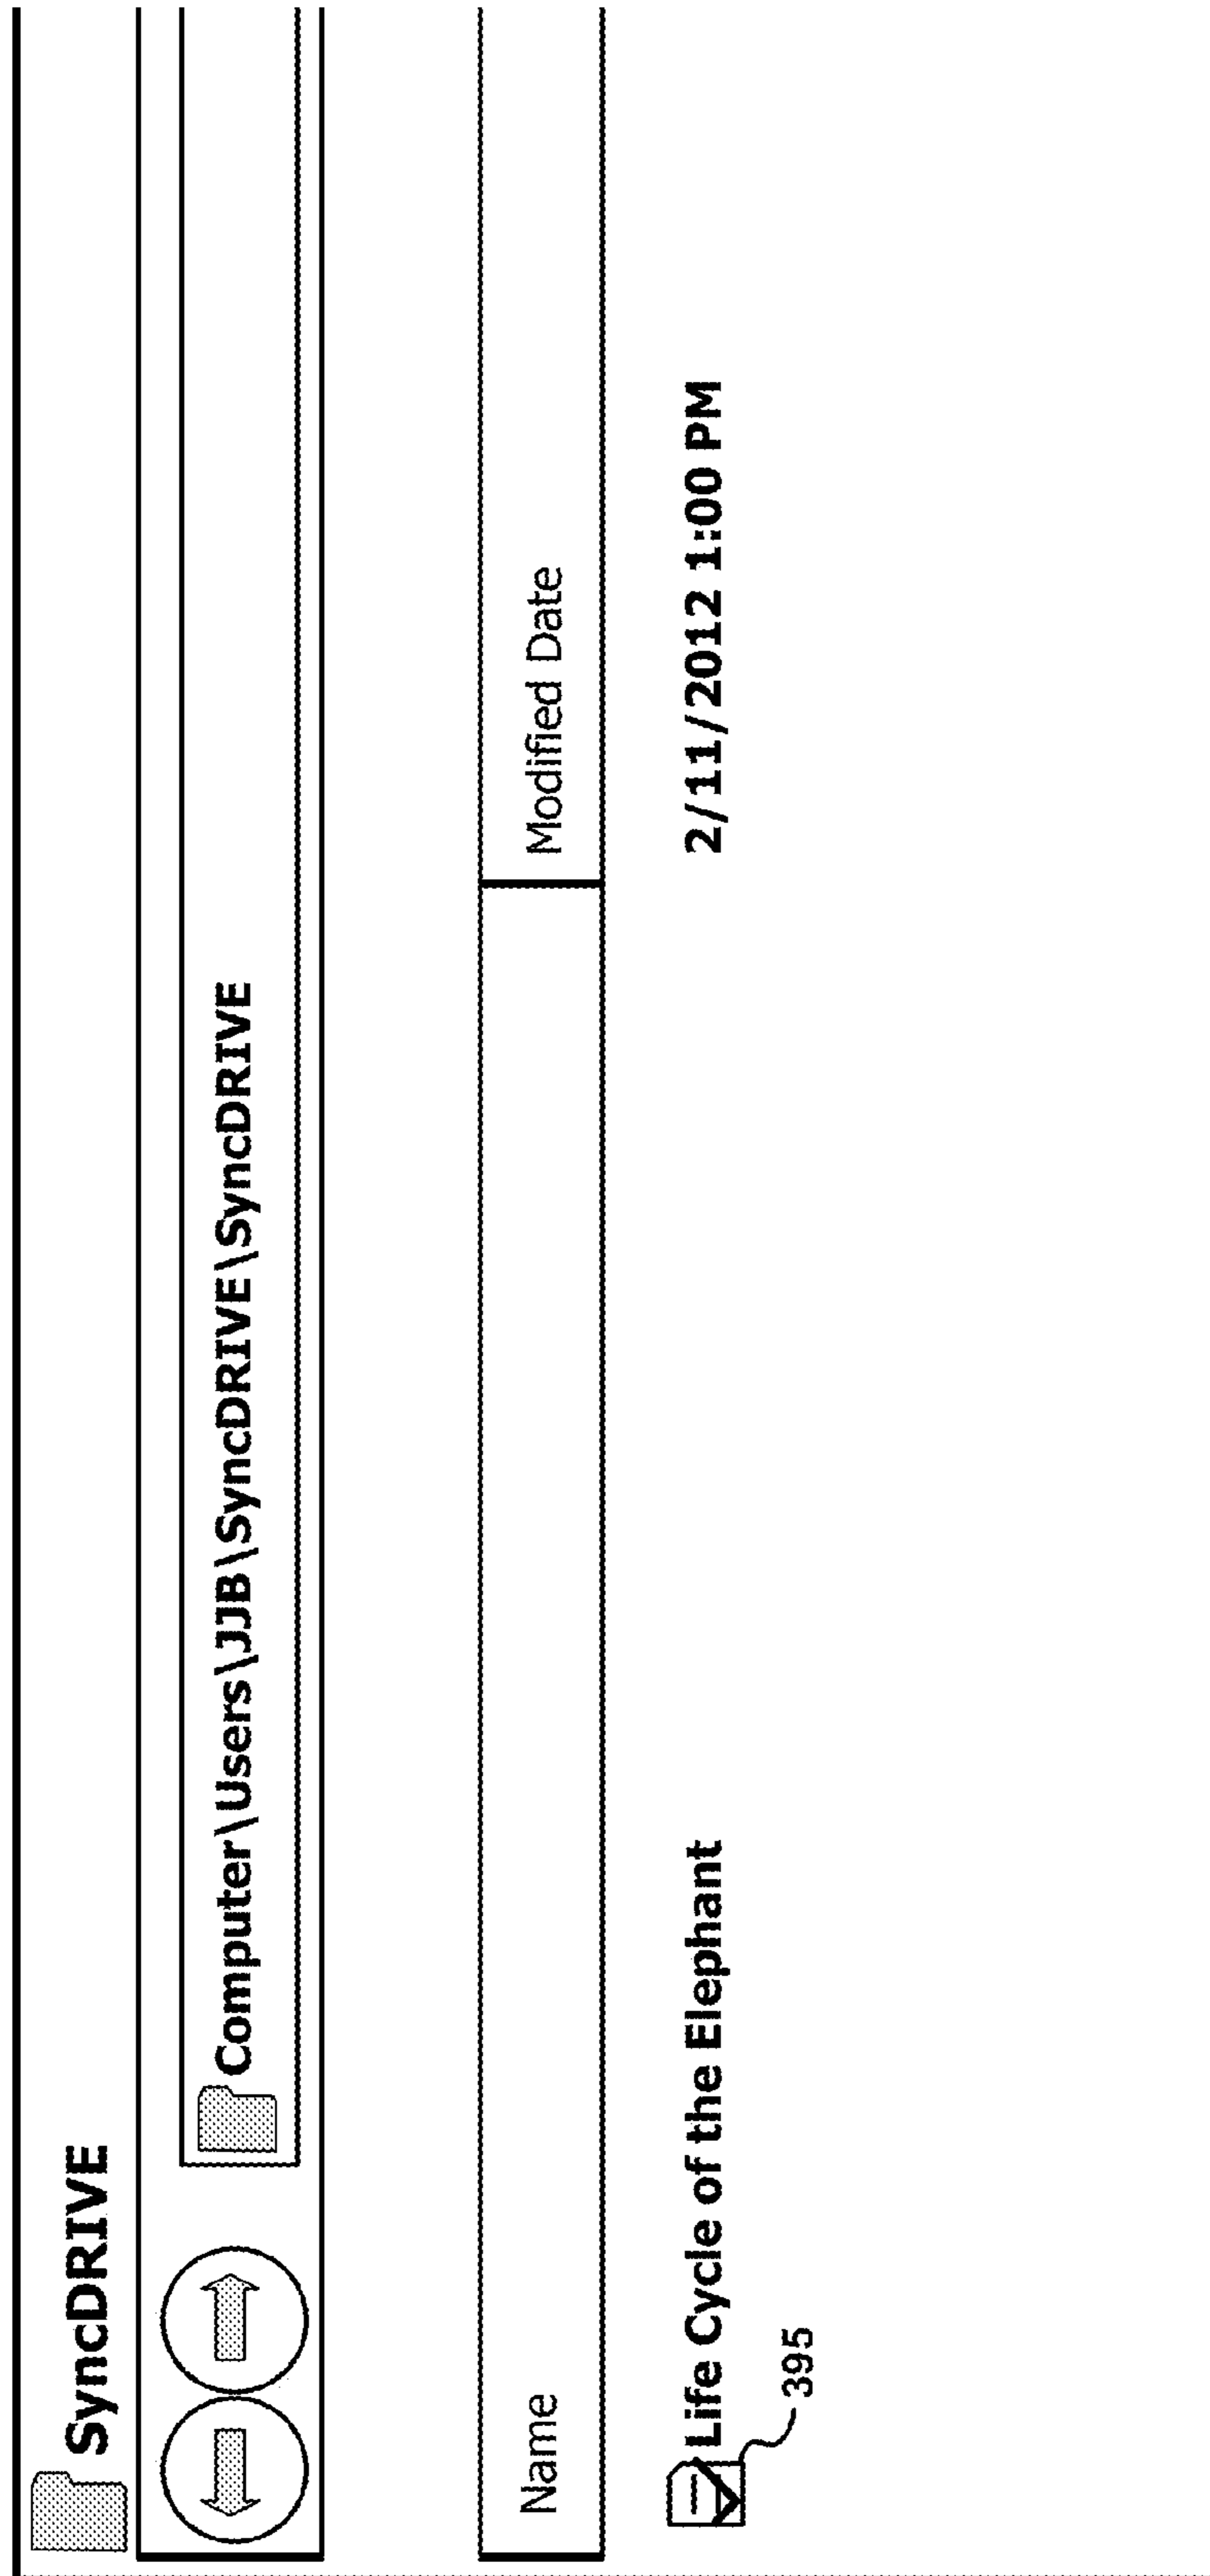 SyncDRIVE
Computer\Users\JJB\SyncDRIVE\SyncDRIVE
Name Modified Date
Life Cycle of the Elephant 2/11/2012 1:00 PM
395